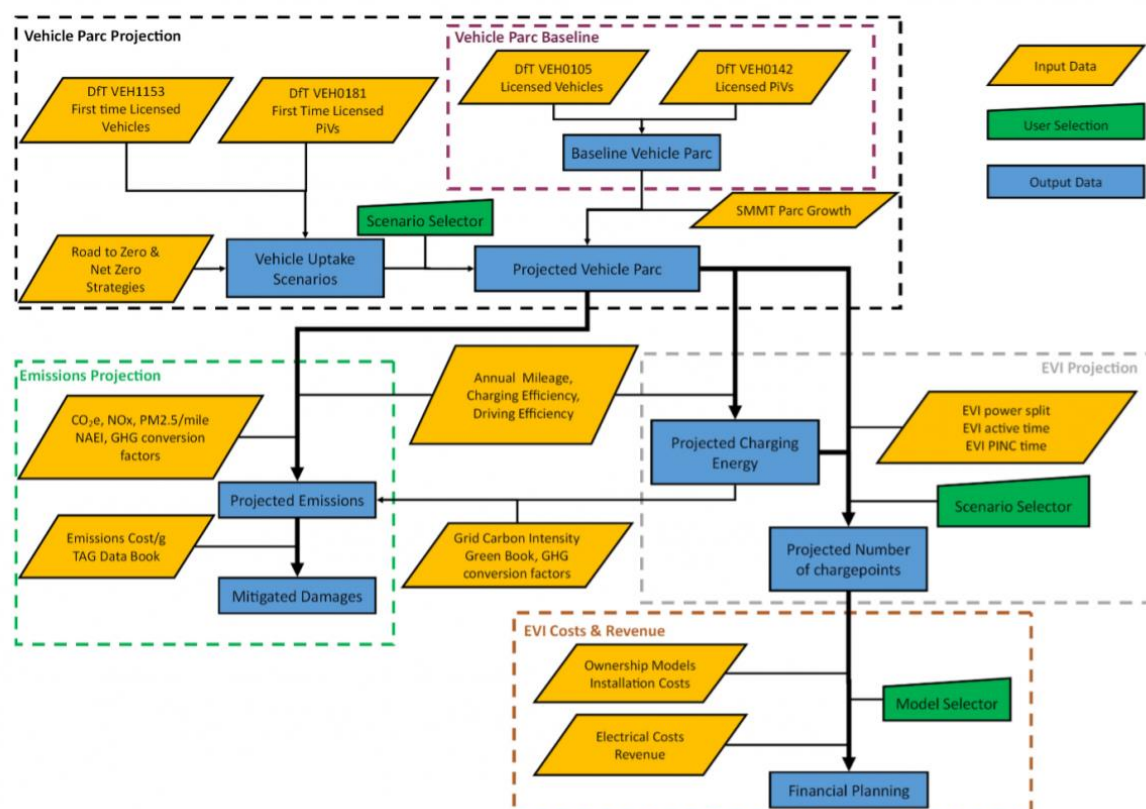 Vehicle Parc Projection
Vehicle Parc Baseline
DfT VEH1153
First time Licensed
Vehicles
DfT VEH0181
First Time Licensed
PiVs
DfT VEH0105
Licensed Vehicles
DfT VEH0142
Licensed PiVs
Input Data
User Selection
Output Data
Baseline Vehicle Parc
Scenario Selector
SMMT Parc Growth
Road to Zero &
Net Zero
Strategies
Vehicle Uptake
Scenarios
Projected Vehicle Parc
Emissions Projection
CO₂e, NOx, PM2.5/mile
NAEI, GHG conversion
factors
Annual Mileage,
Charging Efficiency,
Driving Efficiency
EVI Projection
EVI power split
EVI active time
EVI PINC time
Projected Charging
Energy
Projected Emissions
Scenario Selector
Emissions Cost/g
TAG Data Book
Grid Carbon Intensity
Green Book, GHG
conversion factors
Projected Number
of chargepoints
Mitigated Damages
EVI Costs & Revenue
Ownership Models
Installation Costs
Model Selector
Electrical Costs
Revenue
Financial Planning